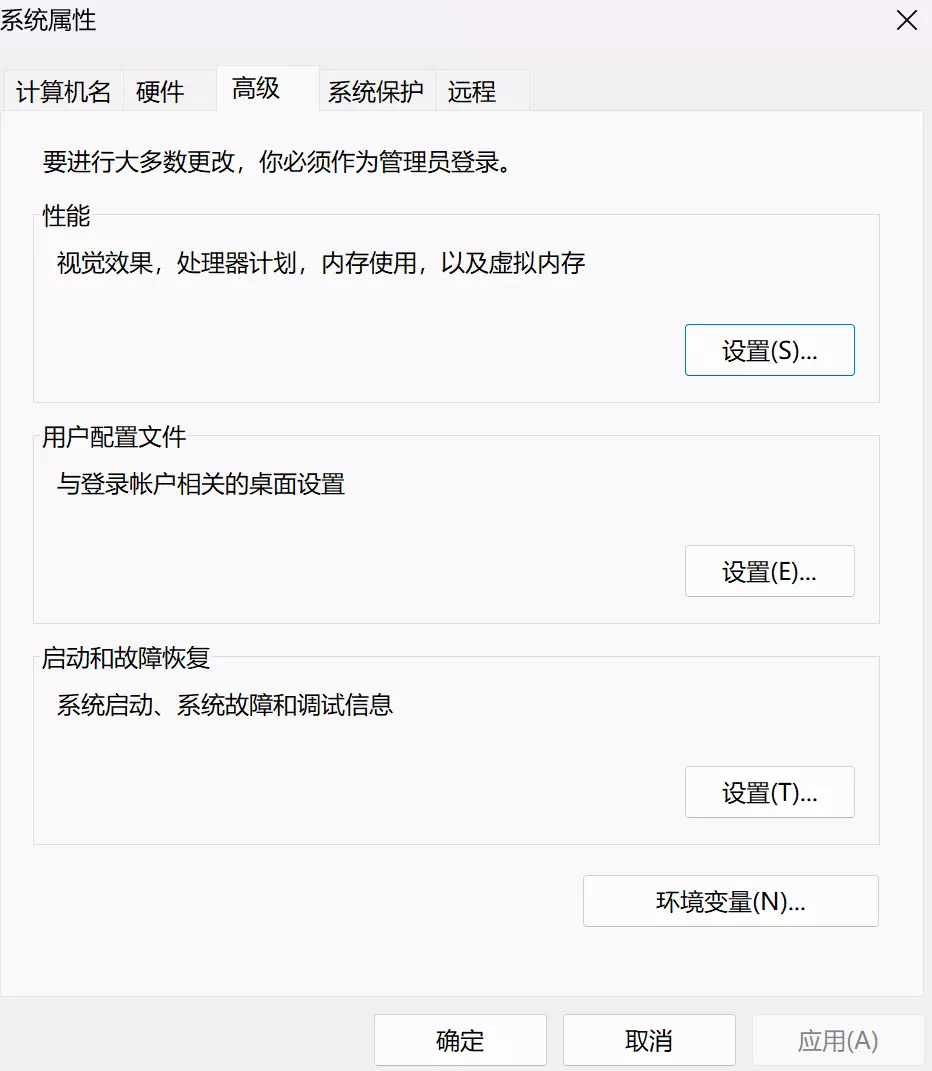 系统属性
计算机名 硬件 高级 系统保护 远程
要进行大多数更改，你必须作为管理员登录。
性能
视觉效果，处理器计划，内存使用，以及虚拟内存
设置(S)...
用户配置文件
与登录帐户相关的桌面设置
设置(E)...
启动和故障恢复
系统启动、系统故障和调试信息
设置(T)...
环境变量(N)...
确定 取消 应用(A)